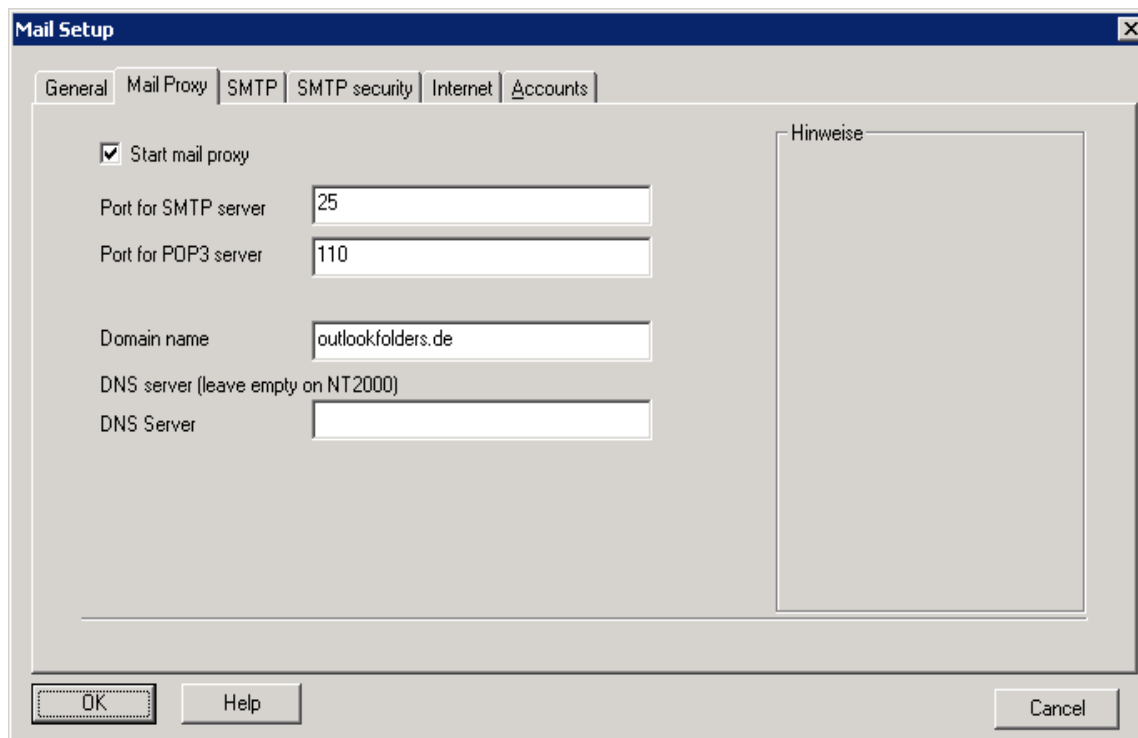 Mail Setup
General Mail Proxy SMTP SMTP security Internet Accounts
Start mail proxy
Hinweise
Port for SMTP server 25
Port for POP3 server 110
Domain name outlookfolders.de
DNS server (leave empty on NT2000)
DNS Server
OK Help Cancel